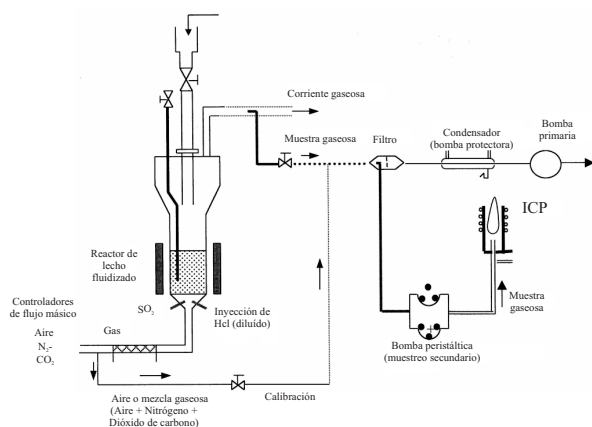 Corriente gaseosa
Bomba
primaria
Condensador
(bomba protectora)
Filtro
Muestra gaseosa
ICP
Reactor de
lecho
fluidizado
Muestra
gaseosa
SO2
Inyección de
Hcl (diluído)
Controladores
de flujo másico
Aire
N2-
CO2
Gas
Bomba peristáltica
(muestreo secundario)
Calibración
Aire o mezcla gaseosa
(Aire + Nitrógeno +
Dióxido de carbono)